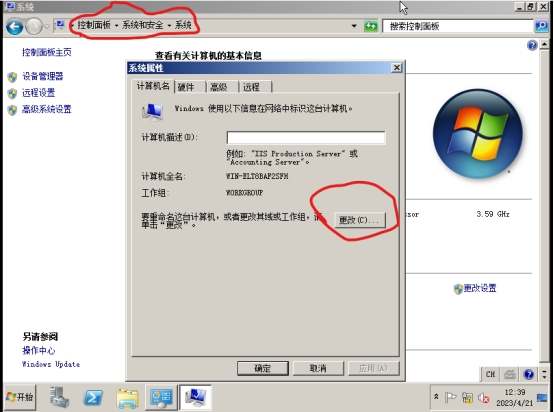 系统
控制面板 系统和安全 系统
搜索控制面板
控制面板主页
查看有关计算机的基本信息
设备管理器
远程设置
高级系统设置
系统属性
计算机名 硬件 高级 远程
Windows 使用以下信息在网络中标识这台计算机。
计算机描述(D):
例如: "IIS Production Server" 或
"Accounting Server"。
计算机全名: WIN-ELT8BAF2SFH
工作组: WORKGROUP
要重命名这台计算机，或者更改其域或工作组，请
单击"更改"。
更改(C)...
ssor 3.59 GHz
更改设置
另请参阅
操作中心
Windows Update
确定 取消 应用(A)
CH
开始
12:39
2023/4/21